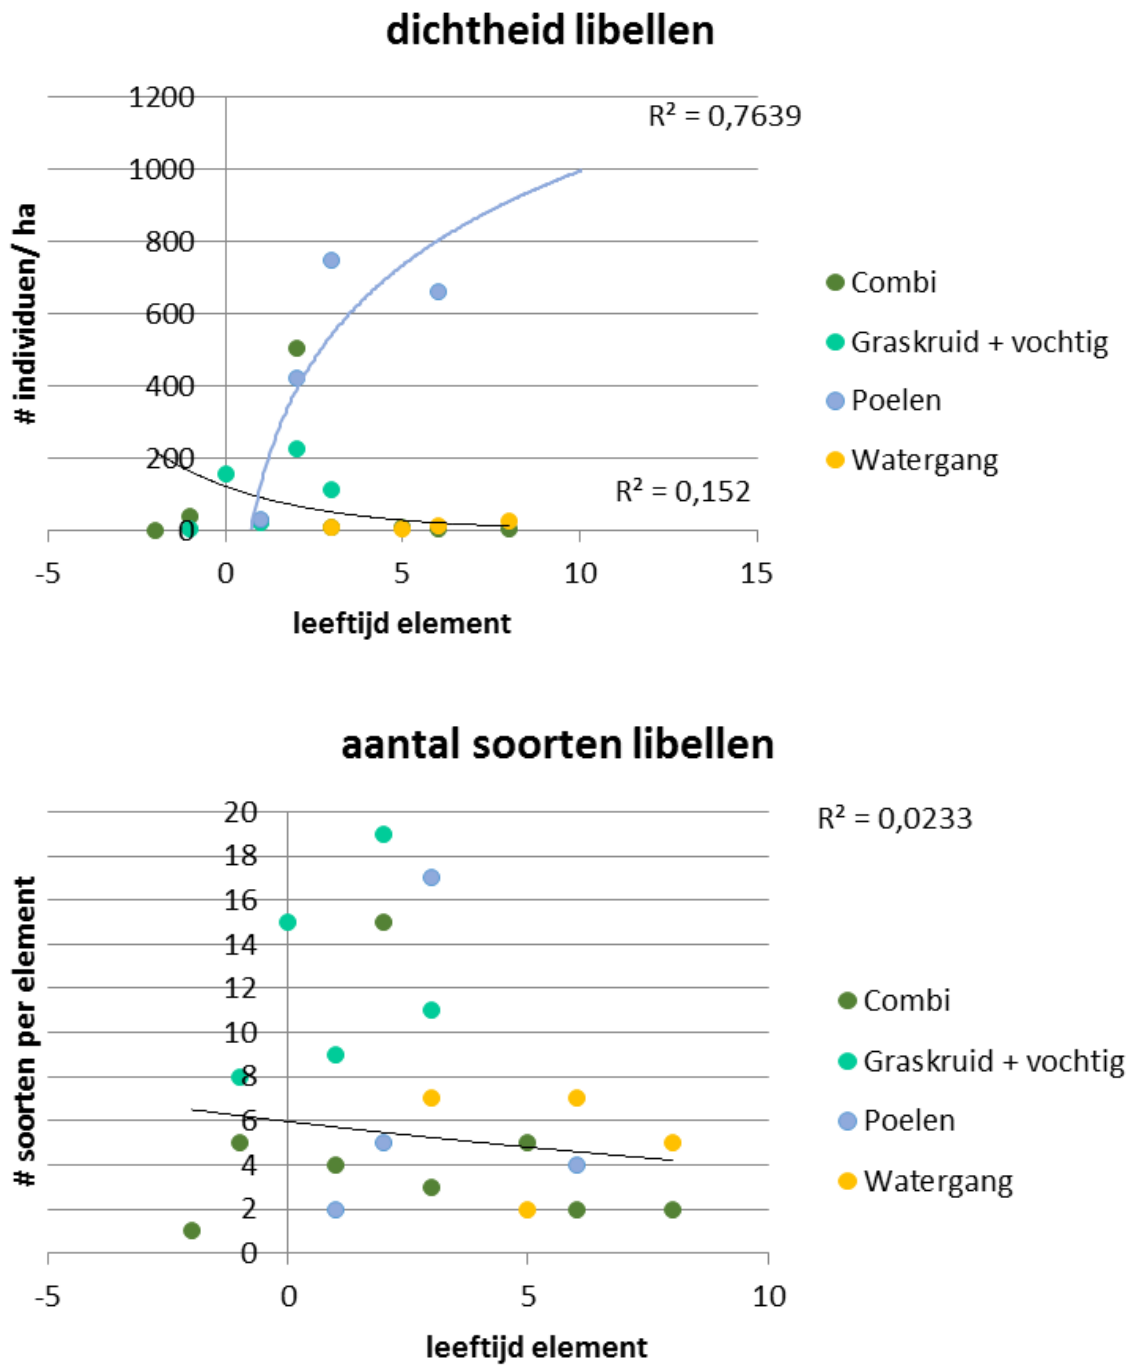 dichtheid libellen
1200
R² = 0,7639
1000
800
600
400
200
0
# individuen/ ha
R² = 0,152
-5 0 5 10 15
leeftijd element
Combi
Graskruid + vochtig
Poelen
Watergang
aantal soorten libellen
R² = 0,0233
20
18
16
14
12
10
8
6
4
2
0
# soorten per element
-5 0 5 10
leeftijd element
Combi
Graskruid + vochtig
Poelen
Watergang